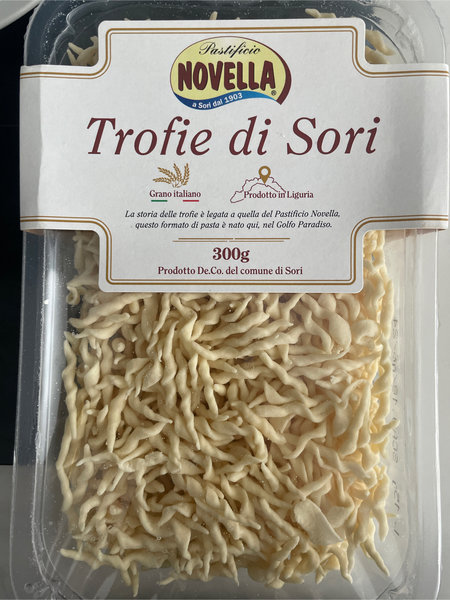 Pastificio
NOVELLA®
a Sori dal 1903
Trofie di Sori
Grano italiano
Prodotto in Liguria
La storia delle trofie è legata a quella del Pastificio Novella,
questo formato di pasta è nato qui, nel Golfo Paradiso.
300g
Prodotto De.Co. del comune di Sori